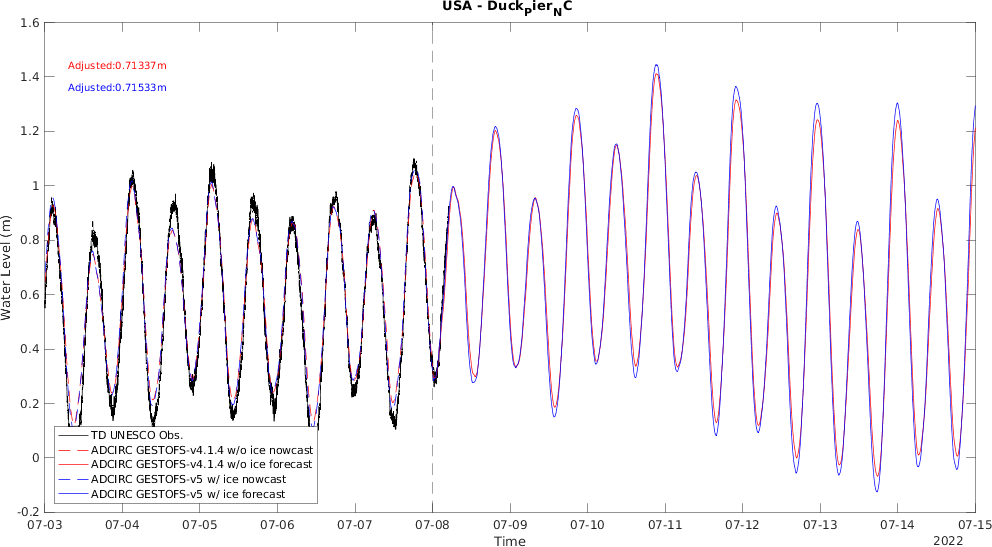 USA - DuckPierNC
1.6
1.4
1.2
1
0.8
0.6
0.4
0.2
0
-0.2
Water Level (m)
Adjusted:0.71337m
Adjusted:0.71533m
TD UNESCO Obs.
ADCIRC GESTOFS-v4.1.4 w/o ice nowcast
ADCIRC GESTOFS-v4.1.4 w/o ice forecast
ADCIRC GESTOFS-v5 w/ ice nowcast
ADCIRC GESTOFS-v5 w/ ice forecast
07-03 07-04 07-05 07-06 07-07 07-08 07-09 07-10 07-11 07-12 07-13 07-14 07-15
Time
2022